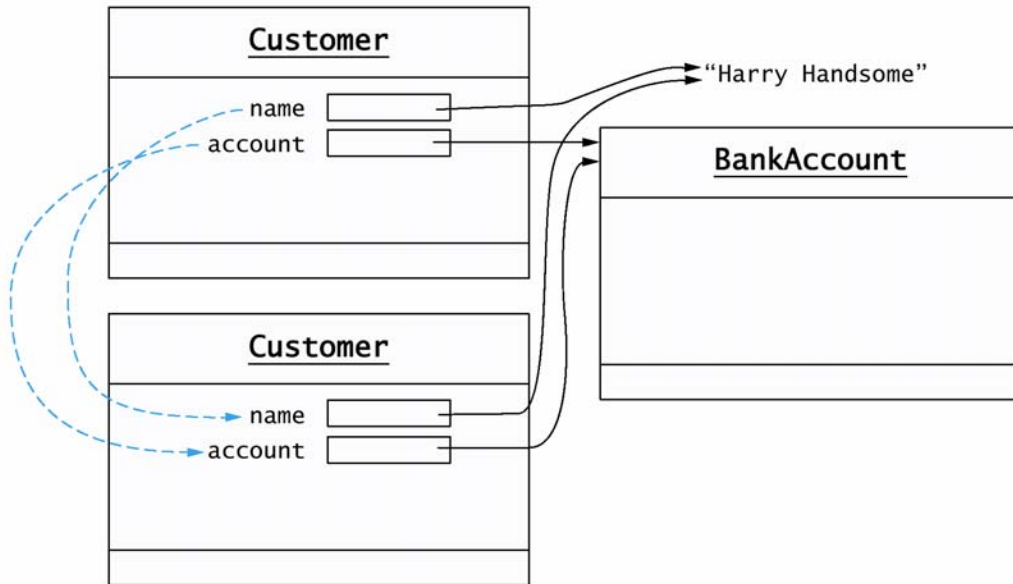 Customer
name
account
"Harry Handsome"
BankAccount
Customer
name
account